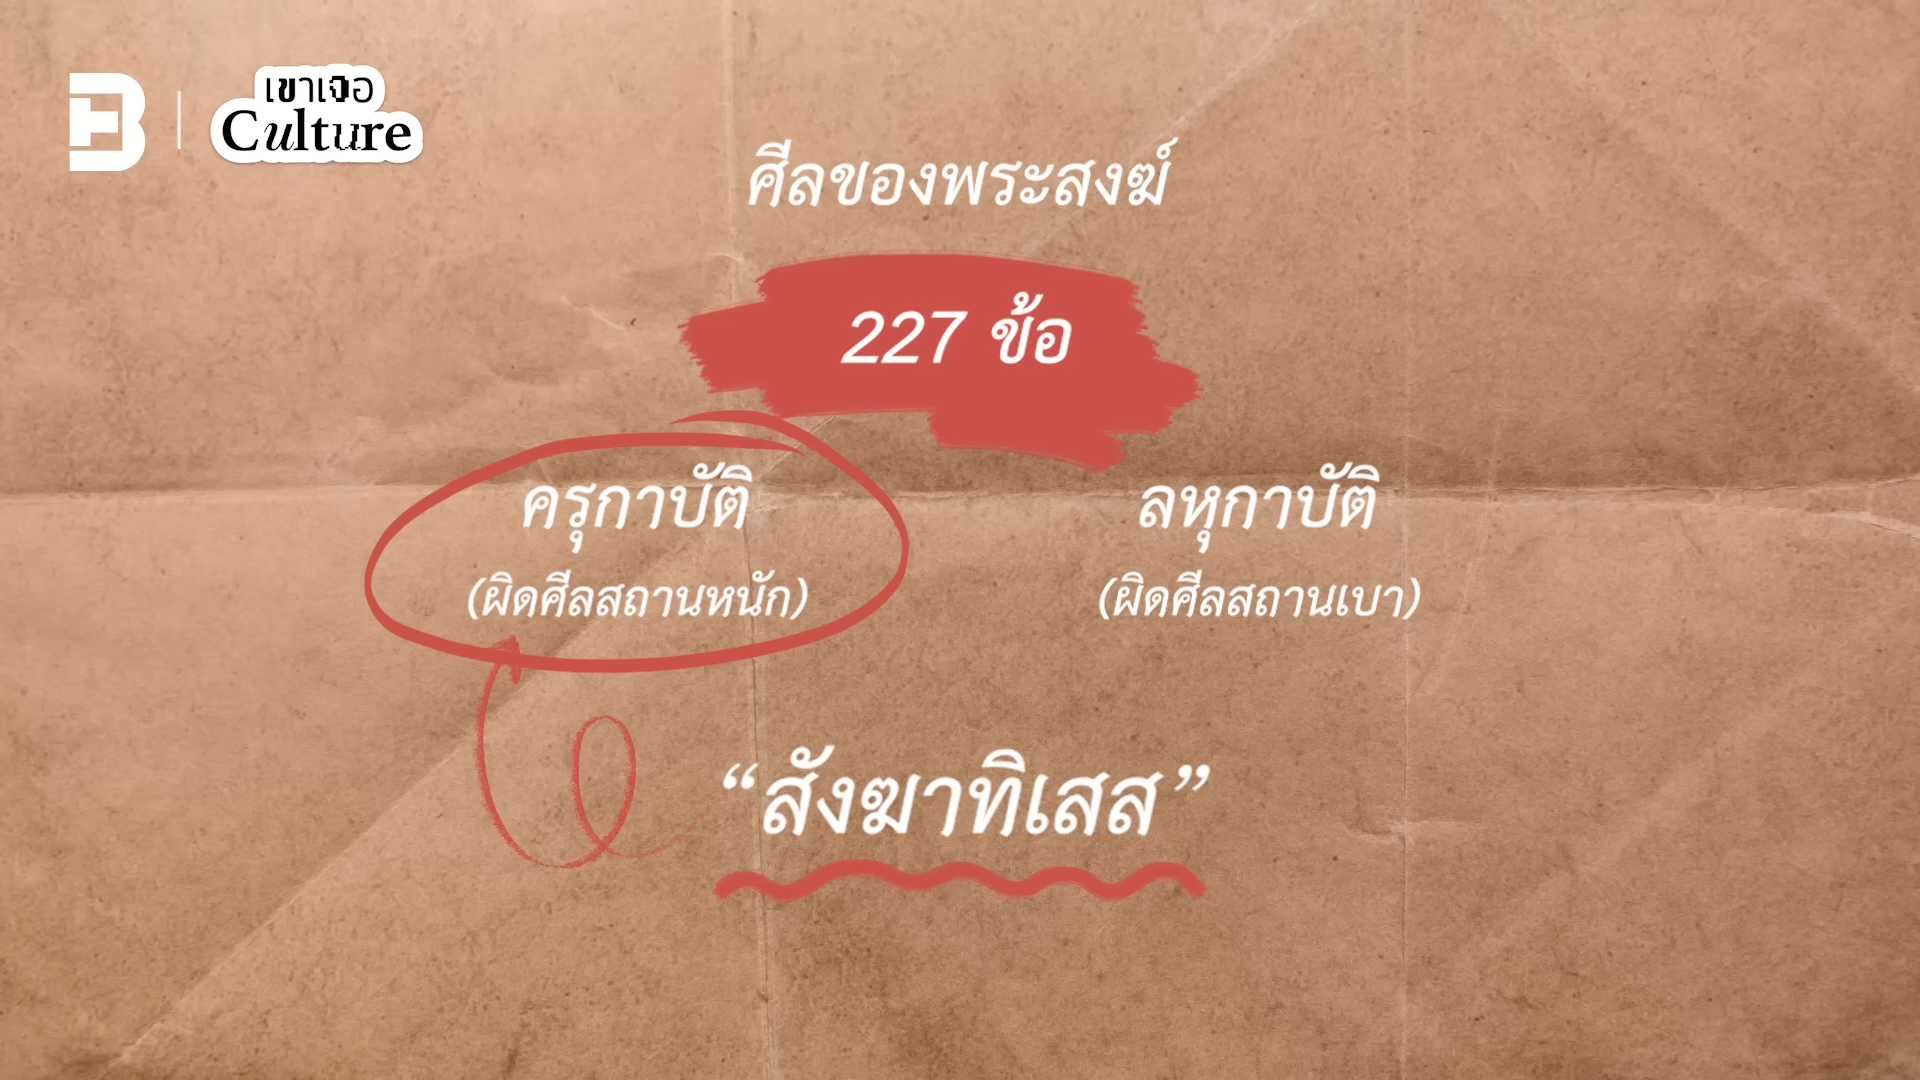 เขาเจอ
Culture
ศีลของพระสงฆ์
227 ข้อ
ครุกาบัติ
(ผิดศีลสถานหนัก)
ลหุกาบัติ
(ผิดศีลสถานเบา)
“สังฆาทิเสส”